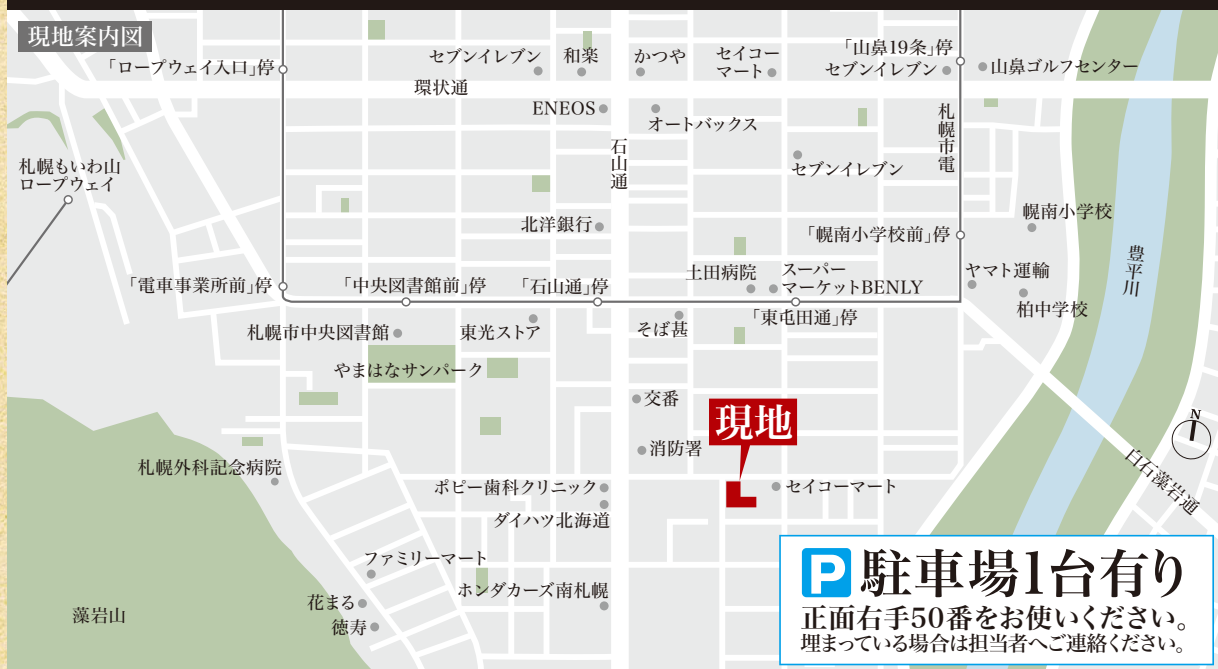 現地案内図
「ロープウェイ入口」停
セブンイレブン
和楽
かつや
セイコー
マート
「山鼻19条」停
セブンイレブン
山鼻ゴルフセンター
環状通
ENEOS
オートバックス
石山通
札幌市電
セブンイレブン
札幌もいわ山
ロープウェイ
北洋銀行
幌南小学校
「幌南小学校前」停
豊平川
「電車事業所前」停
「中央図書館前」停
「石山通」停
土田病院
スーパー
マーケットBENLY
ヤマト運輸
柏中学校
「東屯田通」停
札幌市中央図書館
東光ストア
そば甚
やまはなサンパーク
交番
現地
消防署
N
白石藻岩通
札幌外科記念病院
ポピー歯科クリニック
セイコーマート
ダイハツ北海道
ファミリーマート
ホンダカーズ南札幌
花まる
徳寿
藻岩山
P 駐車場1台有り
正面右手50番をお使いください。
埋まっている場合は担当者へご連絡ください。